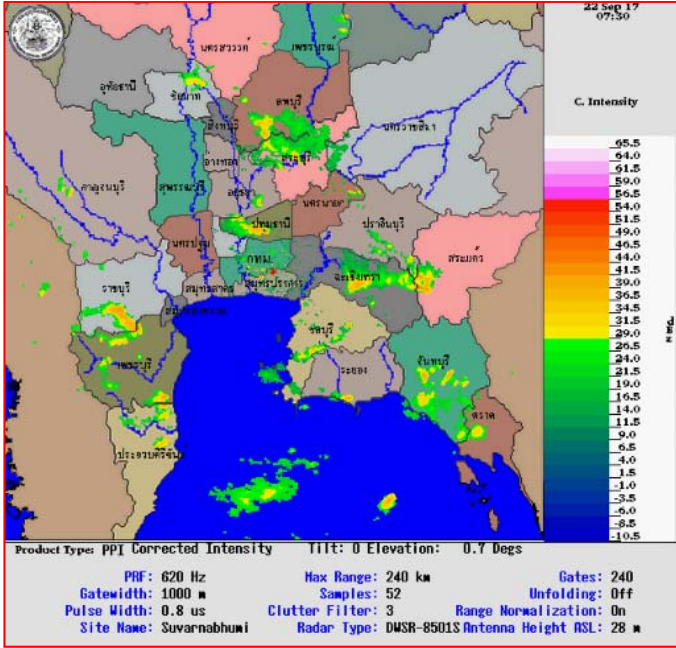 22 Sep 17
07:30
C. Intensity
นครสวรรค์
เพชรบูรณ์
อุทัยธานี
ชัยนาท
ลพบุรี
สิงห์บุรี
นครราชสีมา
อ่างทอง
สระบุรี
กาญจนบุรี
สุพรรณบุรี
อยุธยา
นครนายก
ปทุมธานี
ปราจีนบุรี
นครปฐม
กทม.
สระแก้ว
ฉะเชิงเทรา
ราชบุรี
สมุทรสาคร
สมุทรปราการ
ชลบุรี
เพชรบุรี
ระยอง
จันทบุรี
ตราด
ประจวบคีรีขันธ์
65.5
64.0
61.5
59.0
56.5
54.0
51.5
49.0
46.5
44.0
41.5
39.0
36.5
34.0
31.5
29.0
26.5
24.0
21.5
19.0
16.5
14.0
11.5
9.0
6.5
4.0
1.5
-1.0
-3.5
-6.0
-8.5
-10.5
Product Type: PPI Corrected Intensity Tilt: 0 Elevation: 0.7 Degs
PRF: 620 Hz Max Range: 240 km Gates: 240
Gatewidth: 1000 m Samples: 52 Unfolding: Off
Pulse Width: 0.8 us Clutter Filter: 3 Range Normalization: On
Site Name: Suvarnabhumi Radar Type: DWSR-8501S Antenna Height ASL: 28 m